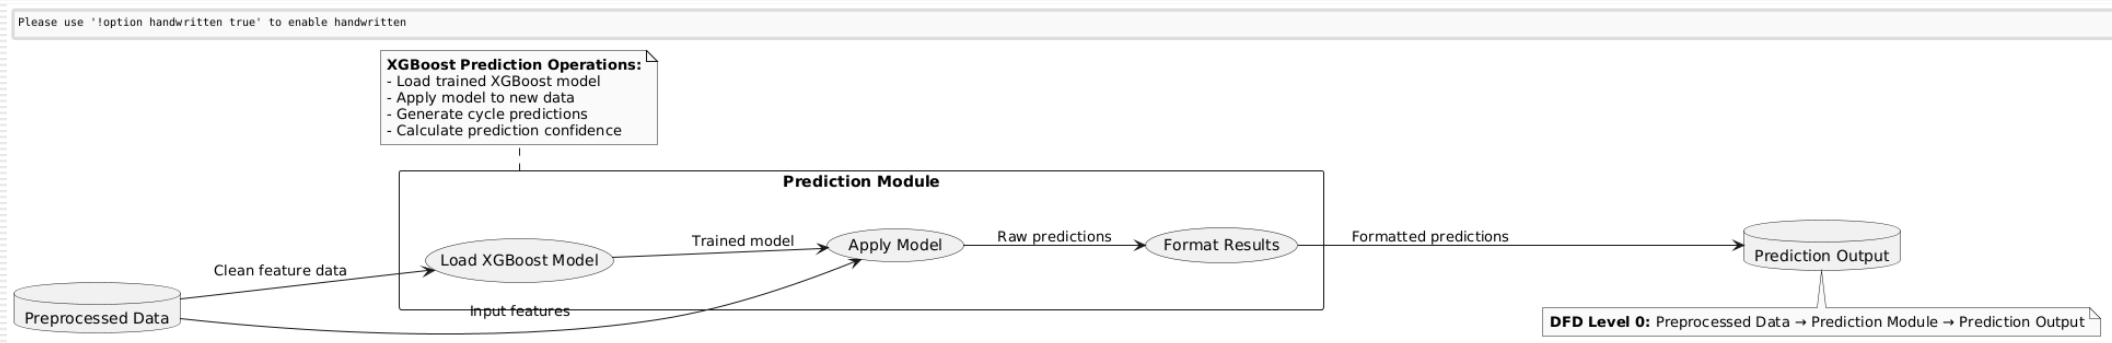 Please use '!option handwritten true' to enable handwritten
XGBoost Prediction Operations:
- Load trained XGBoost model
- Apply model to new data
- Generate cycle predictions
- Calculate prediction confidence
Prediction Module
Clean feature data
Load XGBoost Model
Trained model
Apply Model
Raw predictions
Format Results
Formatted predictions
Prediction Output
Input features
Preprocessed Data
DFD Level 0: Preprocessed Data → Prediction Module → Prediction Output